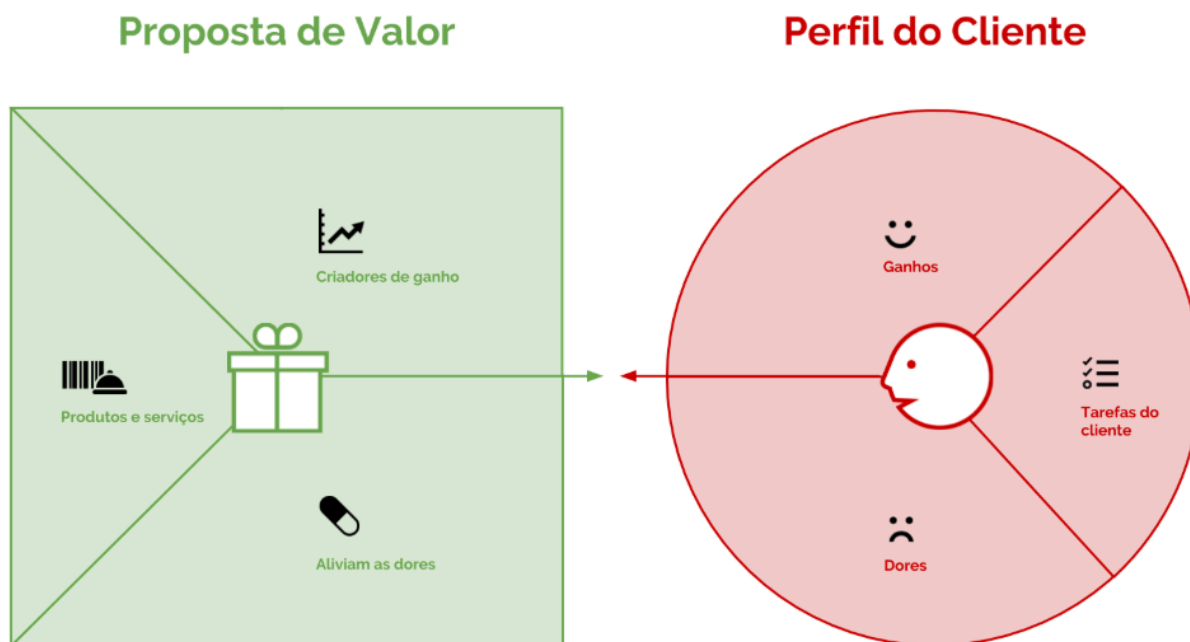 Proposta de Valor
Perfil do Cliente
Criadores de ganho
Produtos e serviços
Aliviam as dores
Ganhos
Tarefas do
cliente
Dores